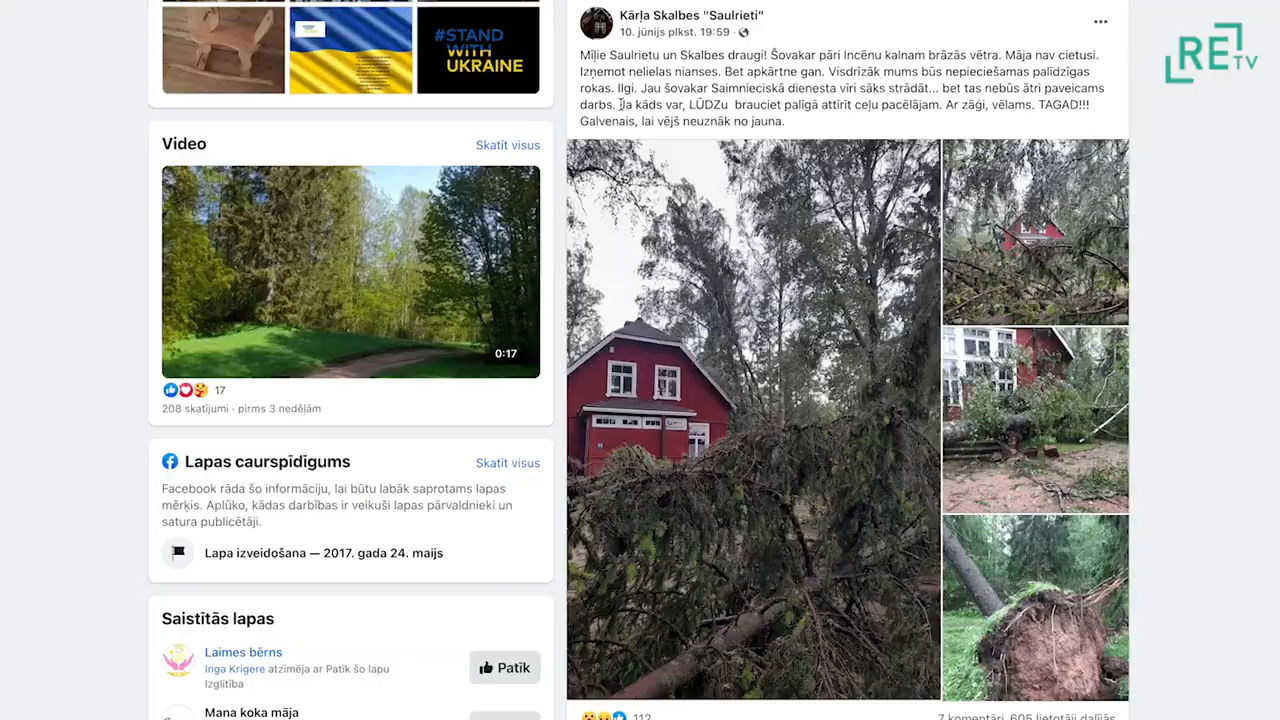 #STAND
WITH
UKRAINE
Video
Skatīt visus
0:17
17
208 skatījumi · pirms 3 nedēļām
Lapas caurspīdīgums
Skatīt visus
Facebook rāda šo informāciju, lai būtu labāk saprotams lapas
mērķis. Aplūko, kādas darbības ir veikuši lapas pārvaldnieki un
satura publicētāji.
Lapa izveidošana — 2017. gada 24. maijs
Saistītās lapas
Laimes bērns
Inga Krigere atzīmēja ar Patīk šo lapu
Izglītība
Patīk
Mana koka māja
Kārļa Skalbes "Saulrieti"
10. jūnijs plkst. 19:59 ·
Mīļie Saulrietu un Skalbes draugi! Šovakar pāri Incēnu kalnam brāzās vētra. Māja nav cietusi.
Izņemot nelielas nianses. Bet apkārtne gan. Visdrīzāk mums būs nepieciešamas palīdzīgas
rokas. Ilgi. Jau šovakar Saimnieciskā dienesta vīri sāks strādāt... bet tas nebūs ātri paveicams
darbs. Ja kāds var, LŪDZu brauciet palīgā attīrīt ceļu pacēlājam. Ar zāģi, vēlams. TAGAD!!!
Galvenais, lai vējš neuznāk no jauna.
112
7 komentāri 605 lietotāji dalījās
RE TV